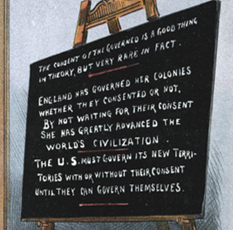 THE CONSENT OF THE GOVERNED IS A GOOD THING
IN THEORY, BUT VERY RARE IN FACT.
ENGLAND HAS GOVERNED HER COLONIES
WHETHER THEY CONSENTED OR NOT.
BY NOT WAITING FOR THEIR CONSENT
SHE HAS GREATLY ADVANCED THE
WORLD'S CIVILIZATION.
THE U.S. MUST GOVERN ITS NEW TERRI-
TORIES WITH OR WITHOUT THEIR CONSENT
UNTIL THEY CAN GOVERN THEMSELVES.